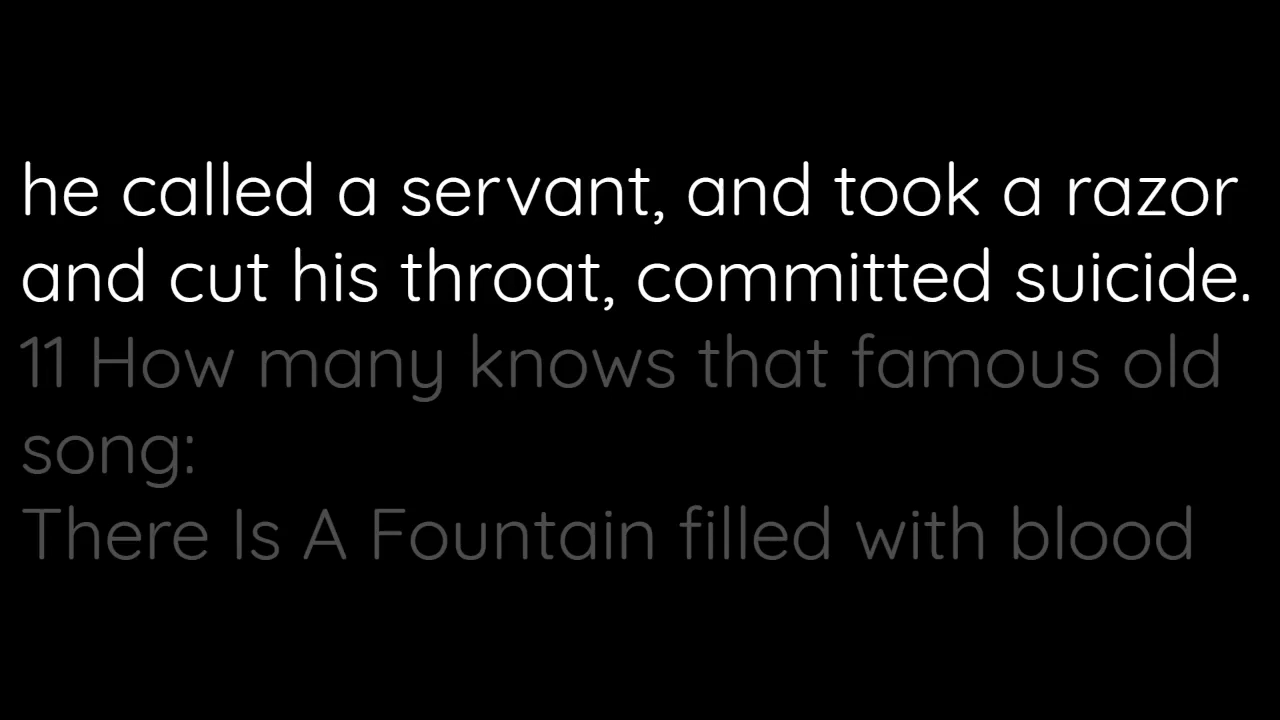 he called a servant, and took a razor
and cut his throat, committed suicide.
11 How many knows that famous old
song:
There Is A Fountain filled with blood